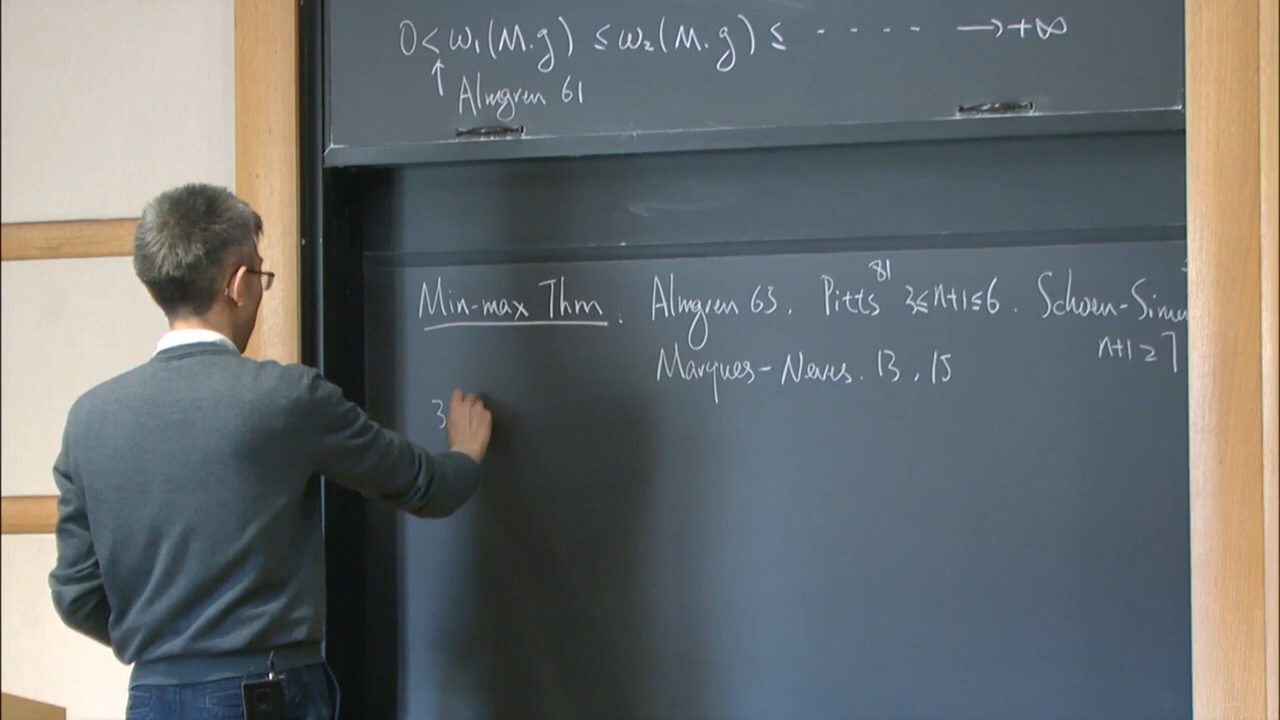 0 < ω₁(M.g) ≤ ω₂(M.g) ≤ ----- → +∞
↑ Almgren 61
Min-max Thm. Almgren 65, Pitts 81 3≤n+1≤6. Schoen-Simon
n+1≥7
Marques-Neves. 13, 15
3